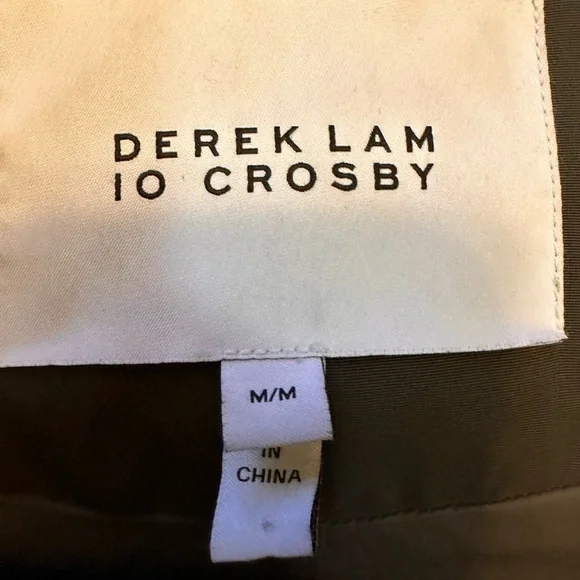 DEREK LAM
10 CROSBY
M/M
IN
CHINA